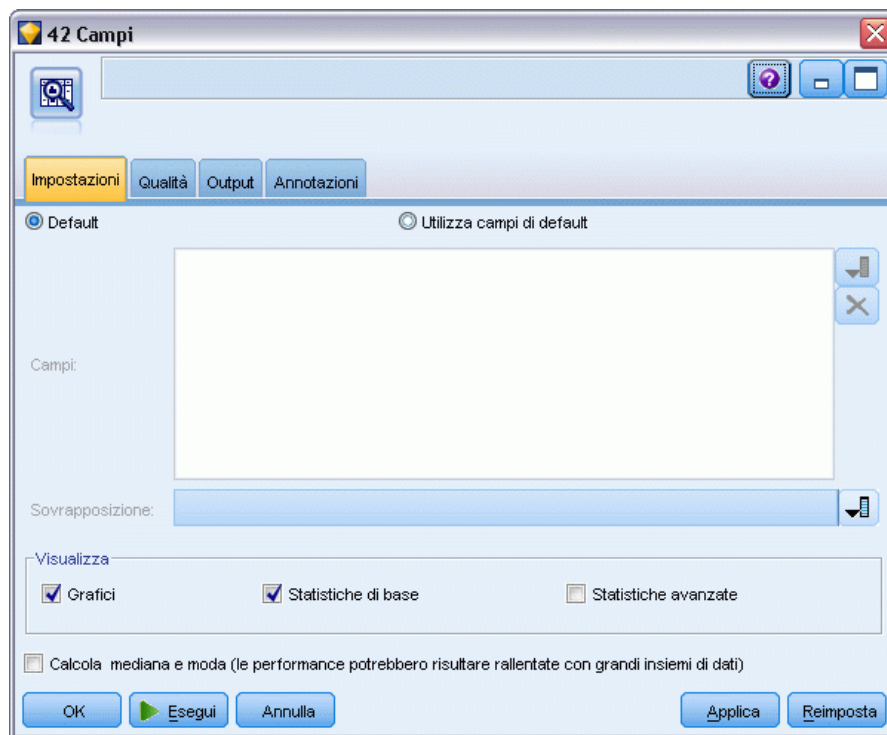 42 Campi
?
Impostazioni Qualità Output Annotazioni
Default Utilizza campi di default
Campi:
Sovrapposizione:
Visualizza
Grafici Statistiche di base Statistiche avanzate
Calcola mediana e moda (le performance potrebbero risultare rallentate con grandi insiemi di dati)
OK Esegui Annulla Applica Reimposta